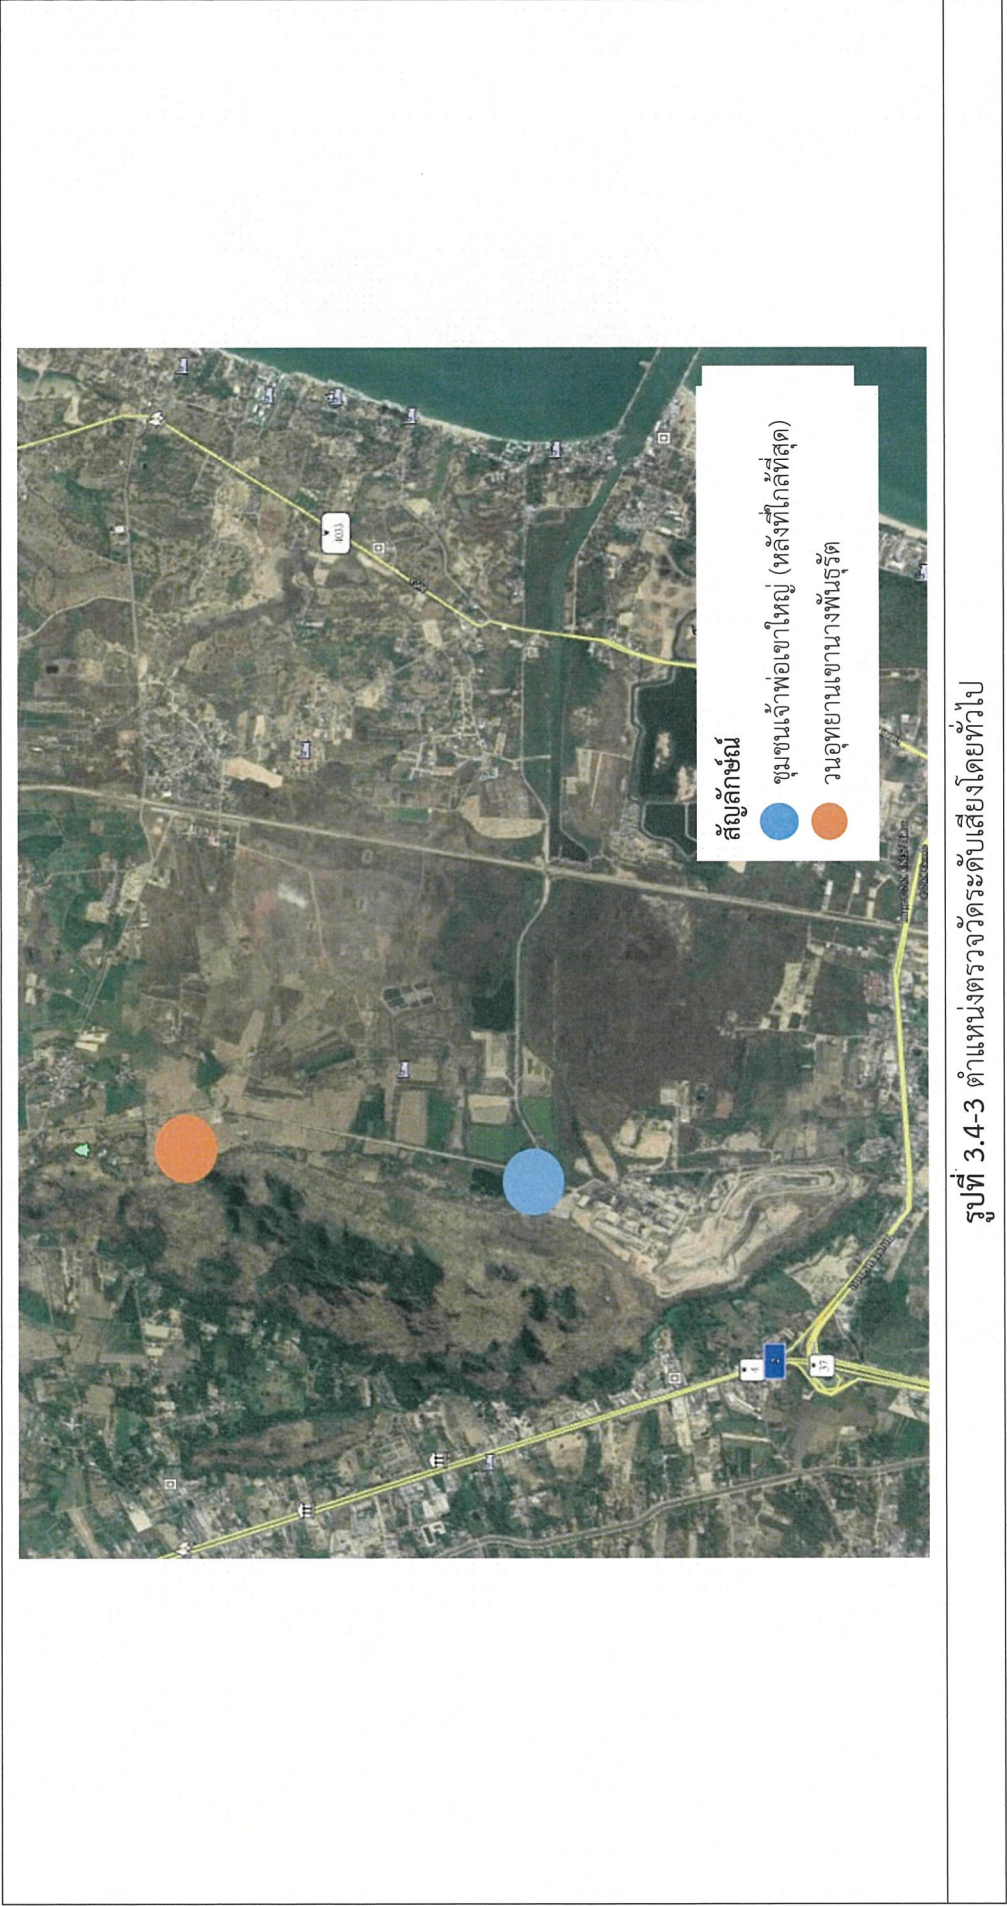 4033
สัญลักษณ์
ชุมชนเจ้าพ่อเขาใหญ่ (หลังที่ใกล้ที่สุด)
วนอุทยานเขานางพันธุรัต
4
2
37
รูปที่ 3.4-3 ตำแหน่งตรวจวัดระดับเสียงโดยทั่วไป